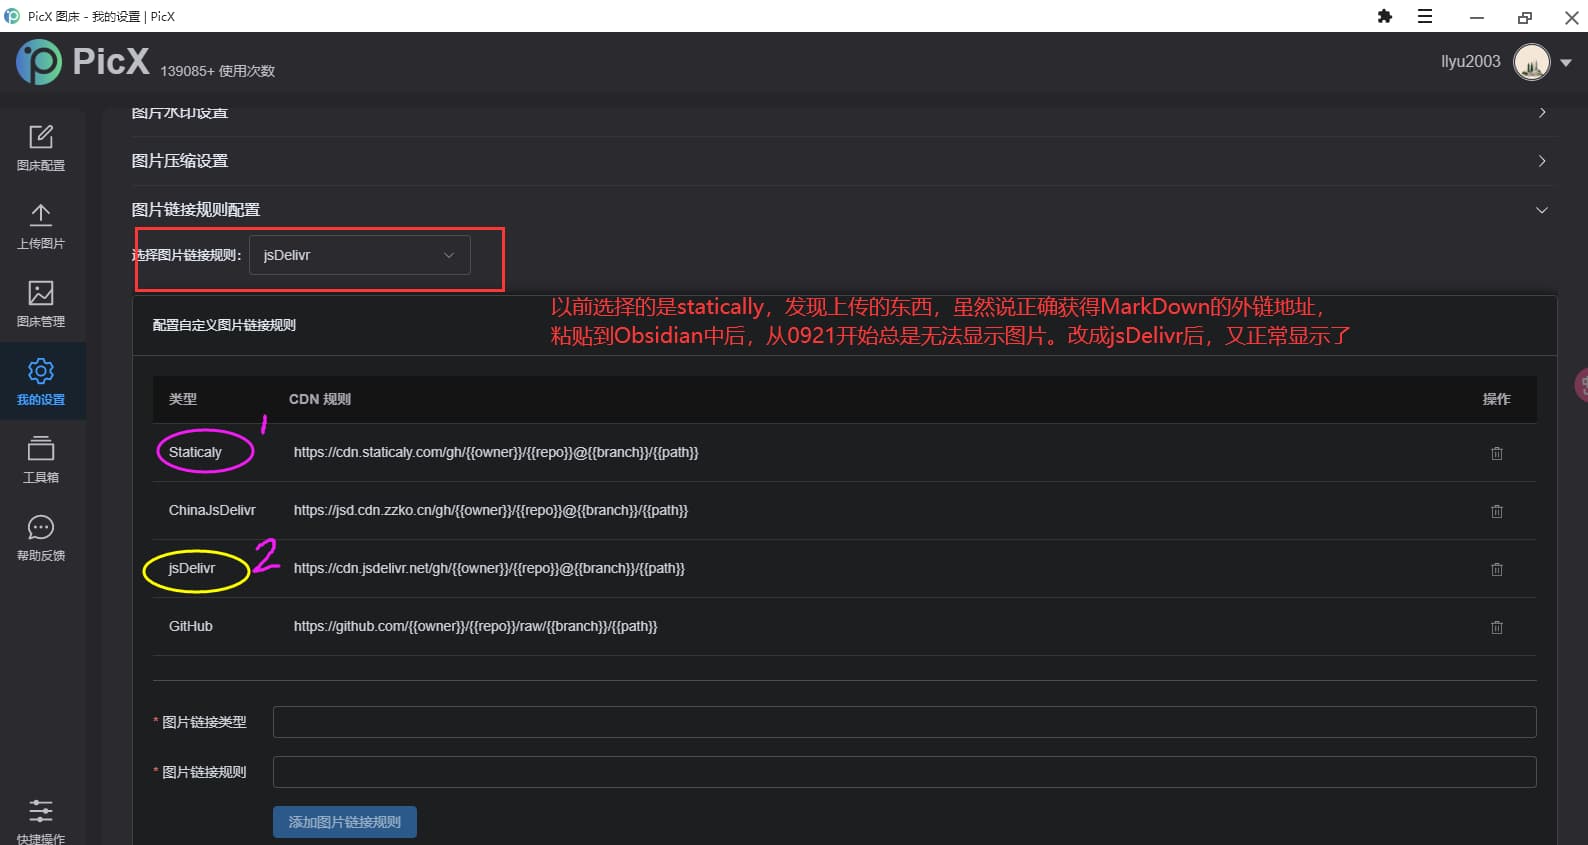 PicX 图床 - 我的设置 | PicX
PicX 139085+ 使用次数
llyu2003
图床配置
上传图片
图床管理
我的设置
工具箱
帮助反馈
快捷操作
图片水印设置
图片压缩设置
图片链接规则配置
选择图片链接规则: jsDelivr
以前选择的是statically，发现上传的东西，虽然说正确获得MarkDown的外链地址，
粘贴到Obsidian中后，从0921开始总是无法显示图片。改成jsDelivr后，又正常显示了
配置自定义图片链接规则
类型 CDN 规则 操作
1
Staticaly https://cdn.staticaly.com/gh/{{owner}}/{{repo}}@{{branch}}/{{path}}
ChinaJsDelivr https://jsd.cdn.zzko.cn/gh/{{owner}}/{{repo}}@{{branch}}/{{path}}
2
jsDelivr https://cdn.jsdelivr.net/gh/{{owner}}/{{repo}}@{{branch}}/{{path}}
GitHub https://github.com/{{owner}}/{{repo}}/raw/{{branch}}/{{path}}
* 图片链接类型
* 图片链接规则
添加图片链接规则